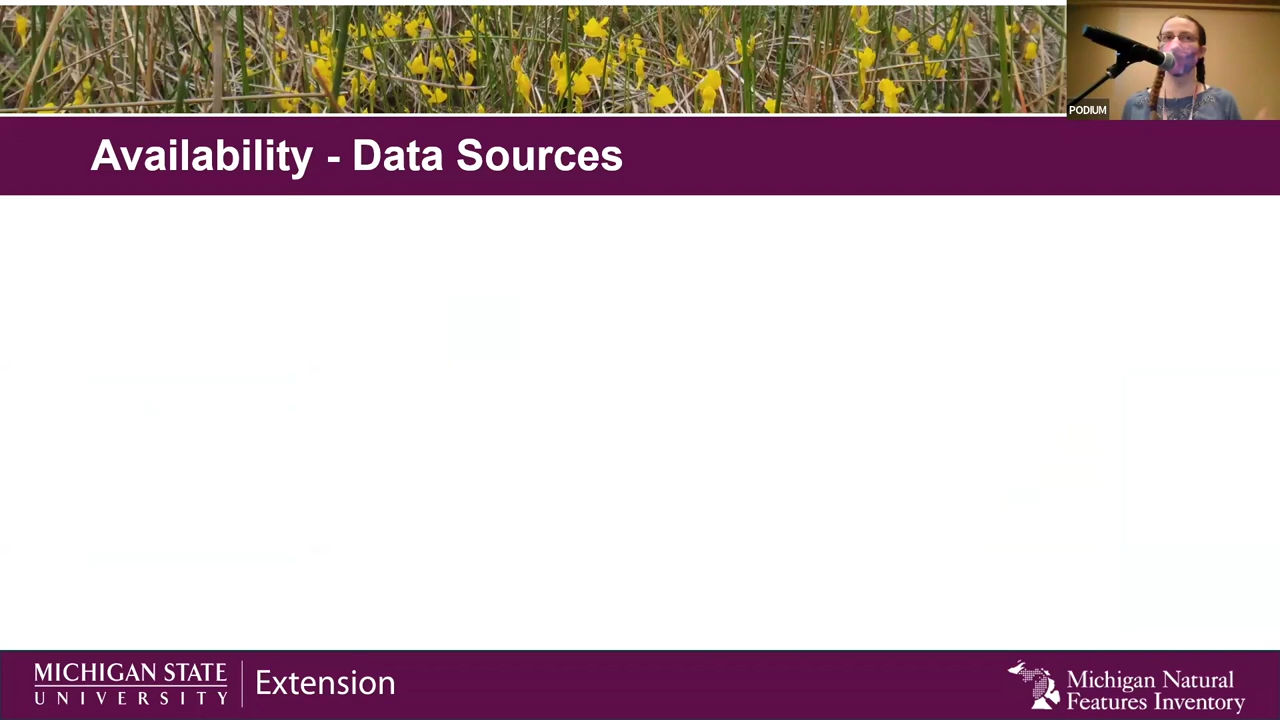 PODIUM
Availability - Data Sources
MICHIGAN STATE
UNIVERSITY
Extension
Michigan Natural
Features Inventory